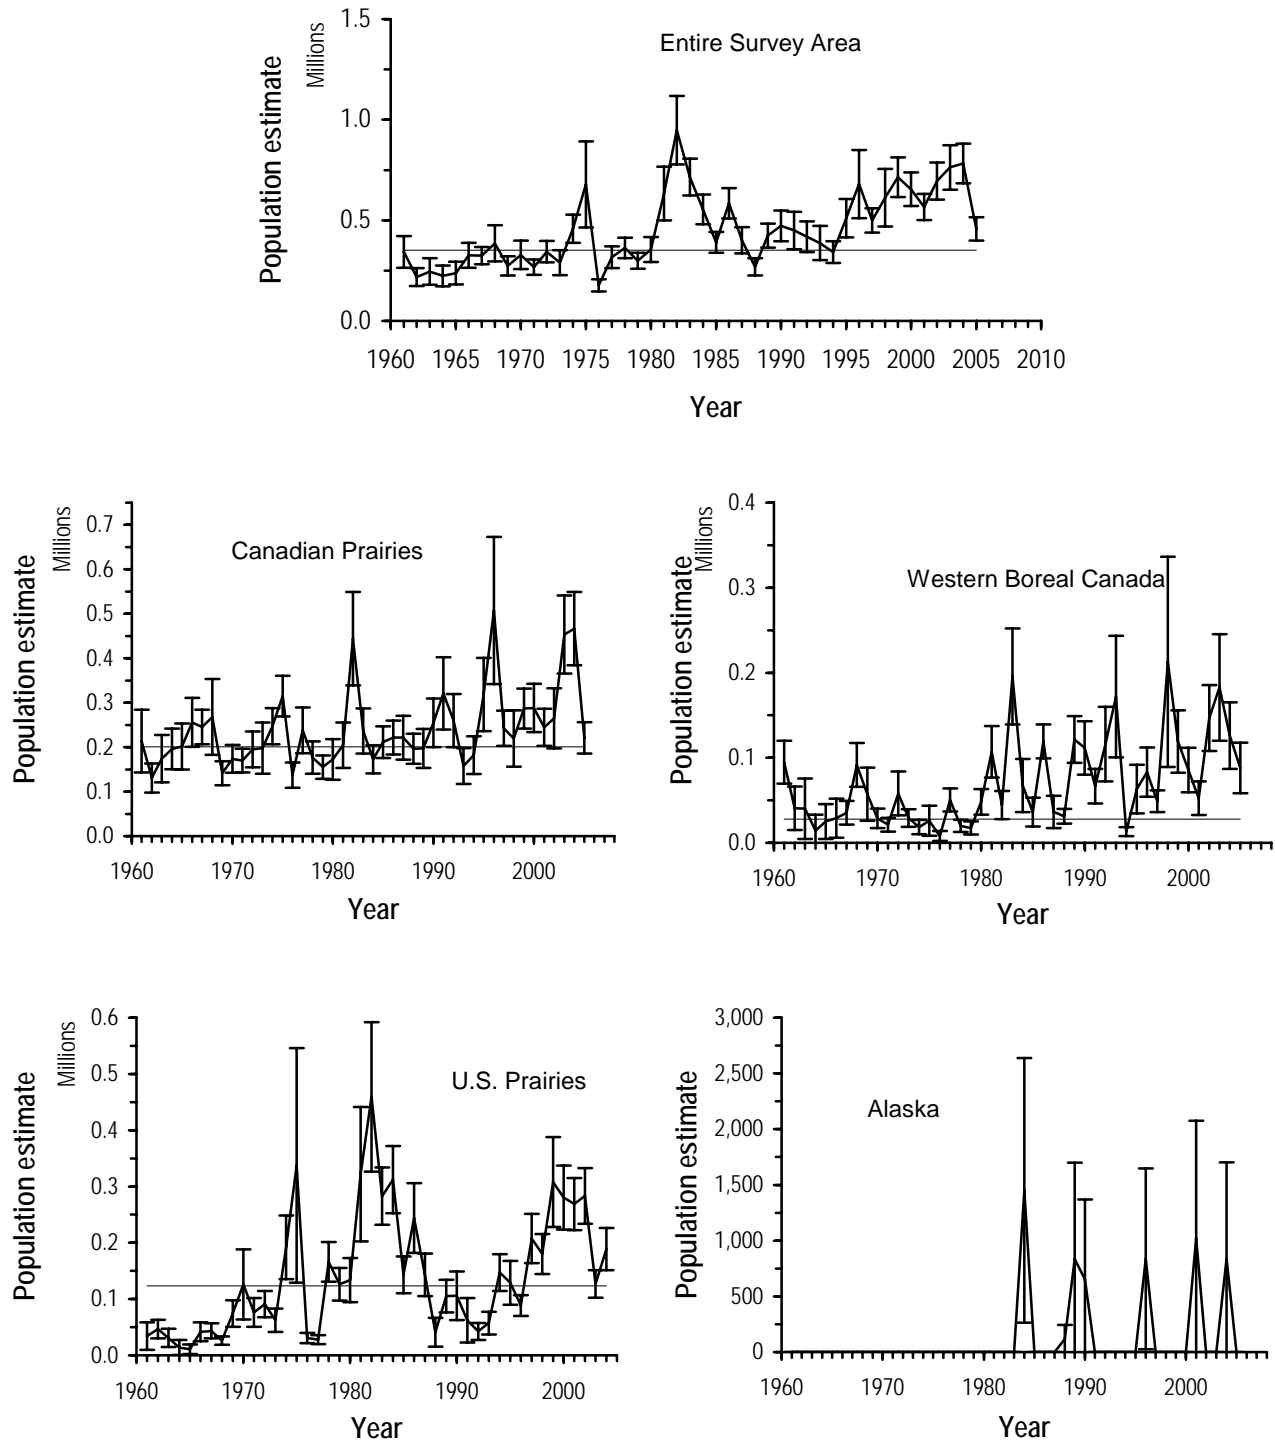 Entire Survey Area
Millions
Population estimate
1.5
1.0
0.5
0.0
1960 1965 1970 1975 1980 1985 1990 1995 2000 2005 2010
Year
Canadian Prairies
Millions
Population estimate
0.7
0.6
0.5
0.4
0.3
0.2
0.1
0.0
1960 1970 1980 1990 2000
Year
Western Boreal Canada
Millions
Population estimate
0.4
0.3
0.2
0.1
0.0
1960 1970 1980 1990 2000
Year
U.S. Prairies
Millions
Population estimate
0.6
0.5
0.4
0.3
0.2
0.1
0.0
1960 1970 1980 1990 2000
Year
Alaska
Population estimate
3,000
2,500
2,000
1,500
1,000
500
0
1960 1970 1980 1990 2000
Year